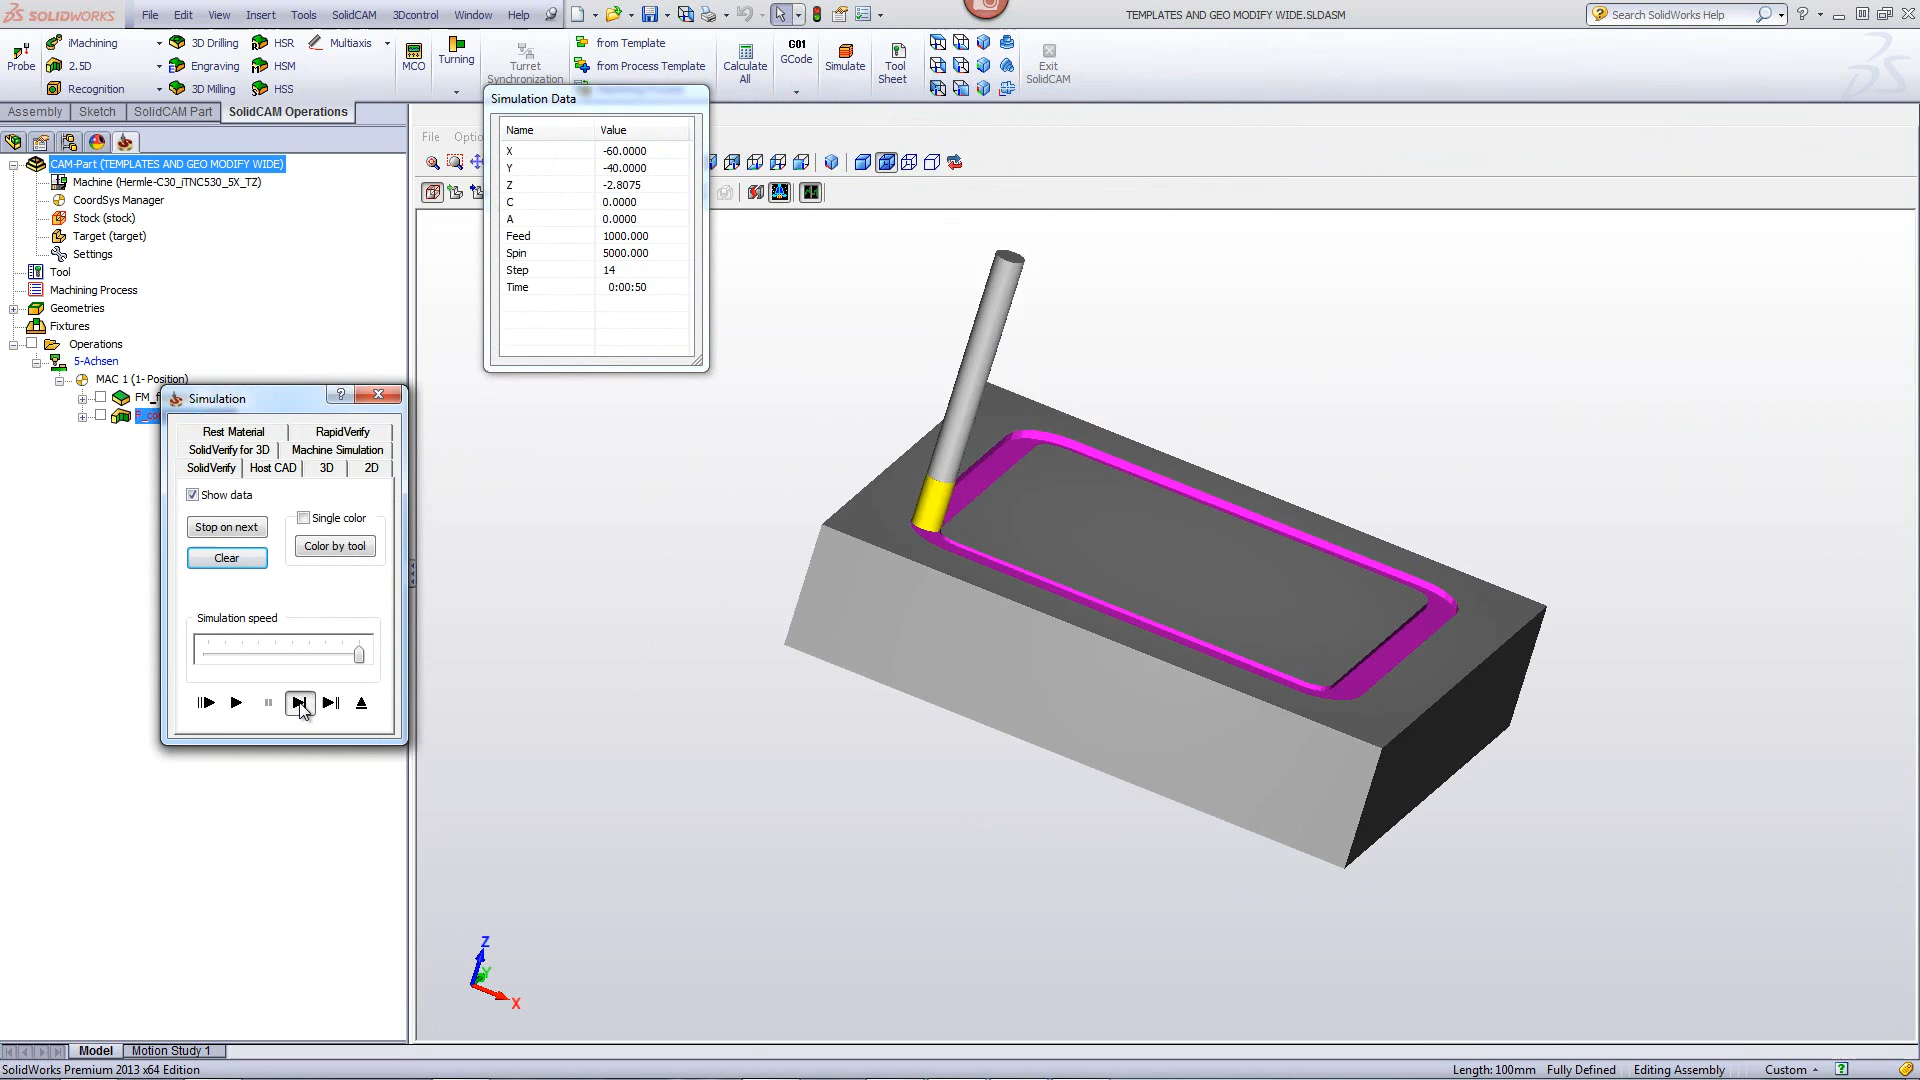 SOLIDWORKS File Edit View Insert Tools SolidCAM 3Dcontrol Window Help TEMPLATES AND GEO MODIFY WIDE.SLDASM Search SolidWorks Help
iMachining 3D Drilling HSR Multiaxis from Template G01
2.5D Engraving HSM from Process Template
Probe MCO Turning Turret Synchronization Calculate All GCode Simulate Tool Sheet Exit SolidCAM
Recognition 3D Milling HSS
Assembly Sketch SolidCAM Part SolidCAM Operations
CAM-Part (TEMPLATES AND GEO MODIFY WIDE)
Machine (Hermle-C30_iTNC530_5X_TZ)
CoordSys Manager
Stock (stock)
Target (target)
Settings
Tool
Machining Process
Geometries
Fixtures
Operations
5-Achsen
MAC 1 (1- Position)
File
Simulation Data
Name Value
X -60.0000
Y -40.0000
Z -2.8075
C 0.0000
A 0.0000
Feed 1000.000
Spin 5000.000
Step 14
Time 0:00:50
Simulation
Rest Material RapidVerify
SolidVerify for 3D Machine Simulation
SolidVerify Host CAD 3D 2D
Show data
Stop on next Single color
Clear Color by tool
Simulation speed
Z
Y
X
Model Motion Study 1
SolidWorks Premium 2013 x64 Edition Length: 100mm Fully Defined Editing Assembly Custom